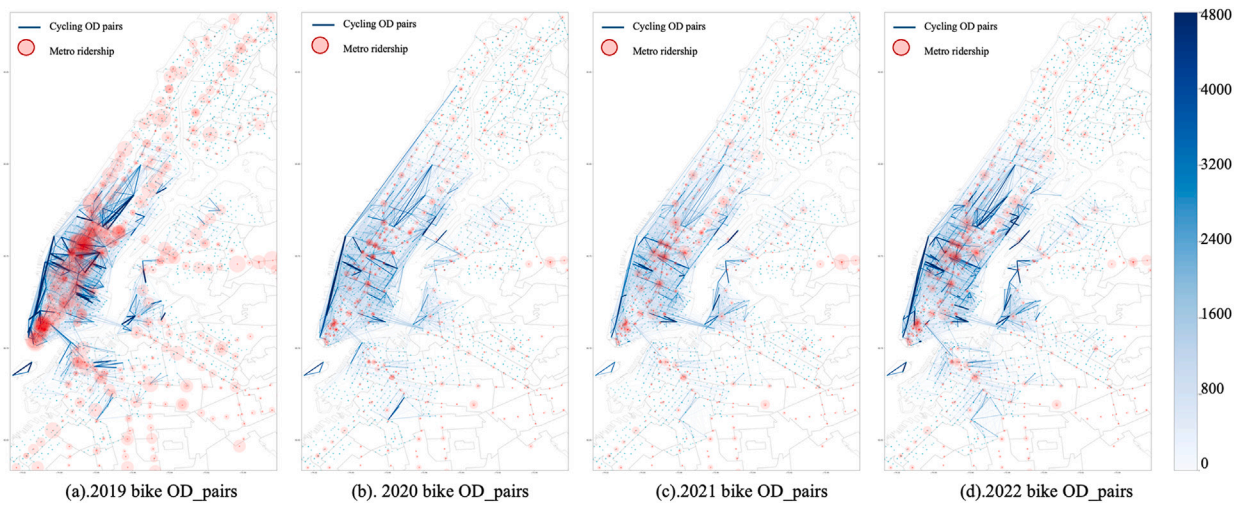 Cycling OD pairs
Metro ridership
Cycling OD pairs
Metro ridership
Cycling OD pairs
Metro ridership
Cycling OD pairs
Metro ridership
4800
4000
3200
2400
1600
800
0
(a).2019 bike OD_pairs
(b). 2020 bike OD_pairs
(c).2021 bike OD_pairs
(d).2022 bike OD_pairs